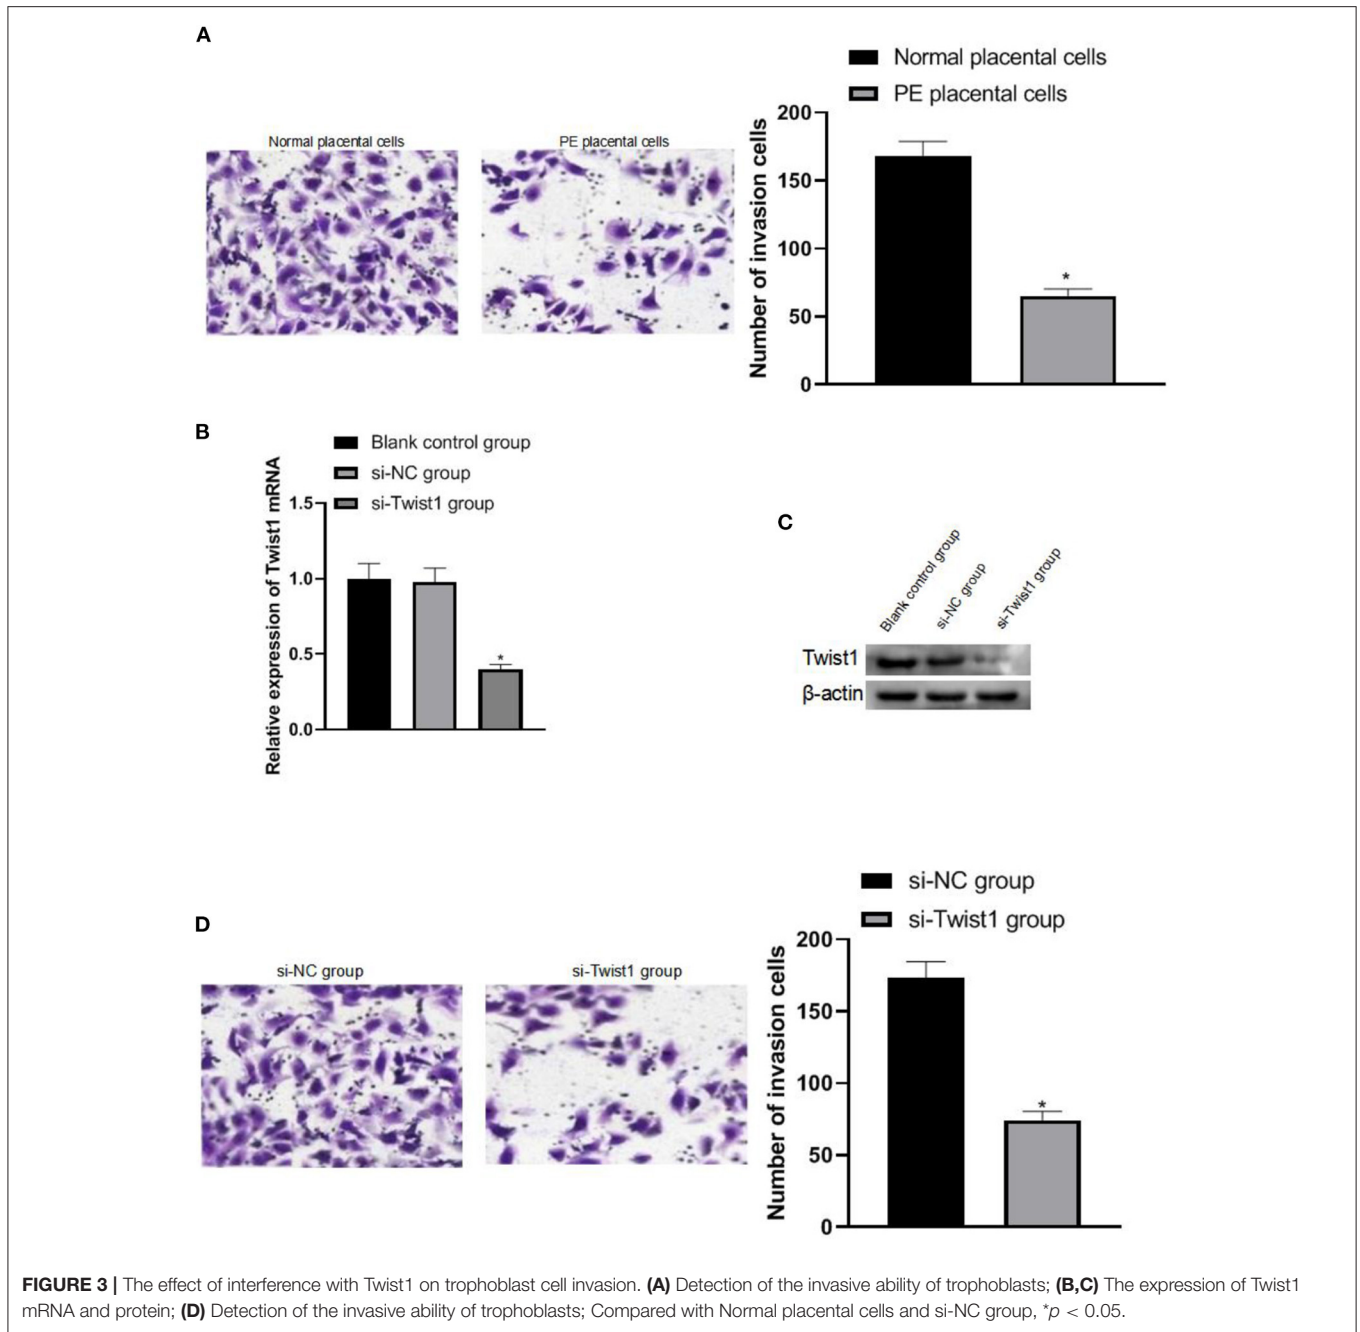 A
Normal placental cells
PE placental cells
Normal placental cells
PE placental cells
Number of invasion cells
200
150
100
50
0
*
B
Blank control group
si-NC group
si-Twist1 group
Relative expression of Twist1 mRNA
1.5
1.0
0.5
0.0
*
C
Blank control group
si-NC group
si-Twist1 group
Twist1
β-actin
D
si-NC group
si-Twist1 group
si-NC group
si-Twist1 group
Number of invasion cells
200
150
100
50
0
*
FIGURE 3 | The effect of interference with Twist1 on trophoblast cell invasion. (A) Detection of the invasive ability of trophoblasts; (B,C) The expression of Twist1
mRNA and protein; (D) Detection of the invasive ability of trophoblasts; Compared with Normal placental cells and si-NC group, *p < 0.05.